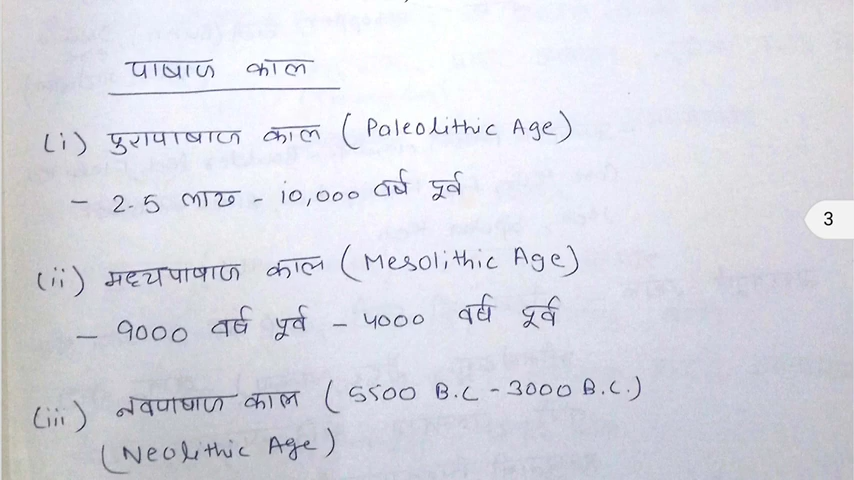 पाषाण काल
(i) पुरापाषाण काल (Paleolithic Age)
- 2.5 लाख - 10,000 वर्ष पूर्व
3
(ii) मध्यपाषाण काल (Mesolithic Age)
- 9000 वर्ष पूर्व - 4000 वर्ष पूर्व
(iii) नवपाषाण काल (5500 B.C - 3000 B.C.)
(Neolithic Age)